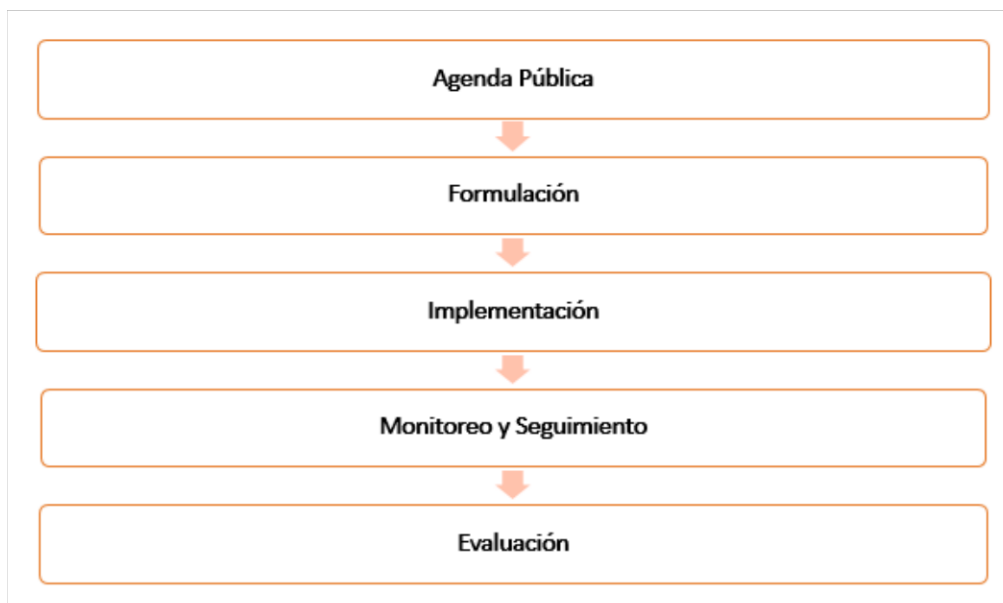 Agenda Pública
Formulación
Implementación
Monitoreo y Seguimiento
Evaluación